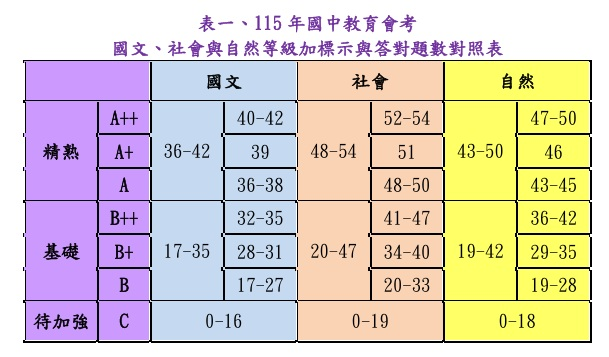 表一、115 年國中教育會考
國文、社會與自然等級加標示與答對題數對照表
國文 社會 自然
精熟 A++ 36-42 40-42 48-54 52-54 43-50 47-50
A+ 39 51 46
A 36-38 48-50 43-45
基礎 B++ 17-35 32-35 20-47 41-47 19-42 36-42
B+ 28-31 34-40 29-35
B 17-27 20-33 19-28
待加強 C 0-16 0-19 0-18